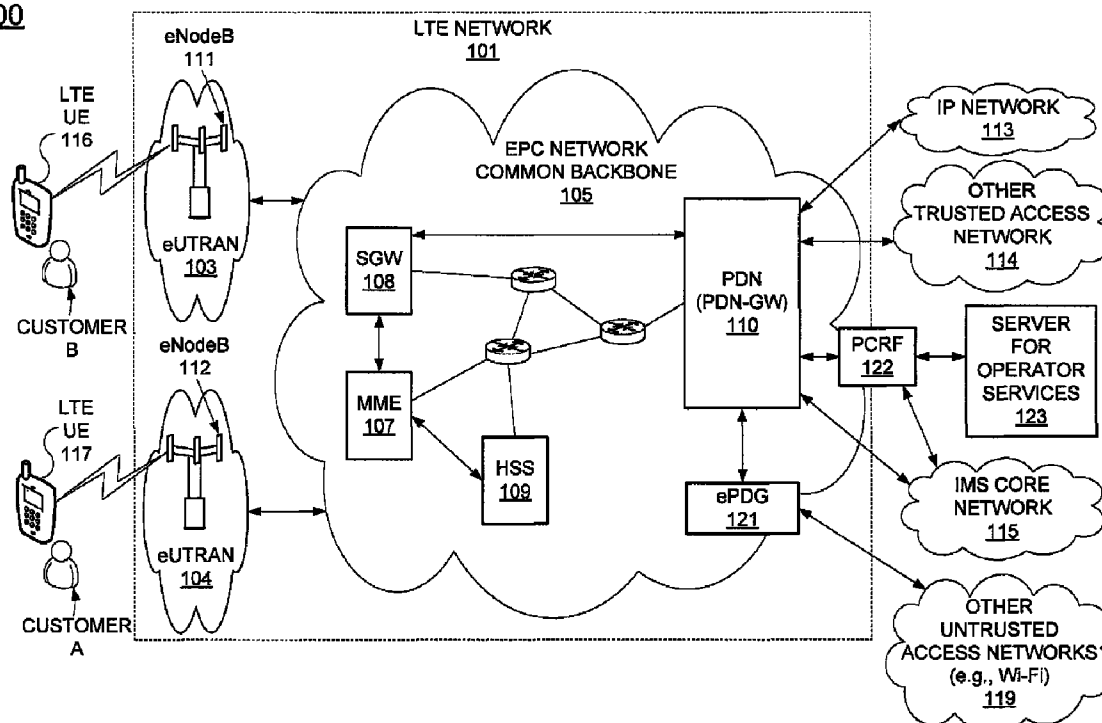 00
LTE NETWORK
101
eNodeB
111
LTE
UE
116
eUTRAN
103
CUSTOMER
B
eNodeB
112
LTE
UE
117
eUTRAN
104
CUSTOMER
A
EPC NETWORK
COMMON BACKBONE
105
SGW
108
MME
107
HSS
109
PDN
(PDN-GW)
110
ePDG
121
PCRF
122
IP NETWORK
113
OTHER
TRUSTED ACCESS
NETWORK
114
SERVER
FOR
OPERATOR
SERVICES
123
IMS CORE
NETWORK
115
OTHER
UNTRUSTED
ACCESS NETWORKS
(e.g., Wi-Fi)
119